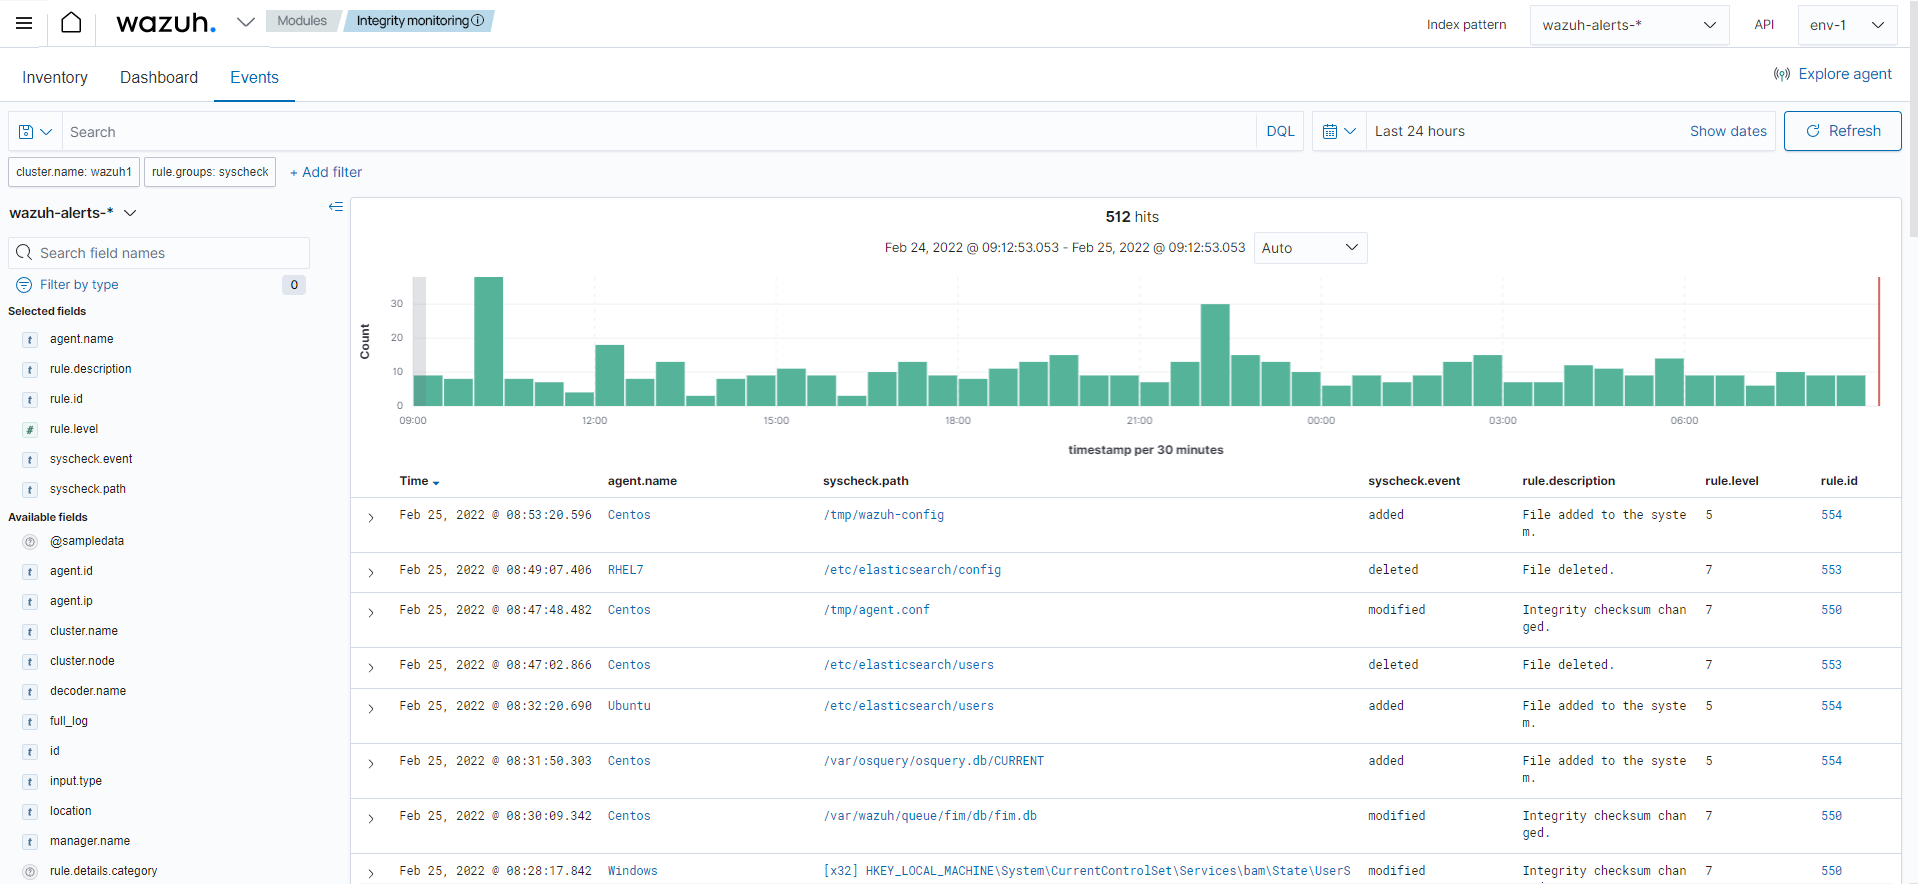 wazuh. Modules Integrity monitoring Index pattern wazuh-alerts-* API env-1
Inventory Dashboard Events Explore agent
Search DQL Last 24 hours Show dates Refresh
cluster.name: wazuh1 rule.groups: syscheck + Add filter
wazuh-alerts-*
Search field names
Filter by type 0
Selected fields
t agent.name
t rule.description
t rule.id
# rule.level
t syscheck.event
t syscheck.path
Available fields
? @sampledata
t agent.id
t agent.ip
t cluster.name
t cluster.node
t decoder.name
t full_log
t id
t input.type
t location
t manager.name
? rule.details.category
512 hits
Feb 24, 2022 @ 09:12:53.053 - Feb 25, 2022 @ 09:12:53.053 Auto
Count
30
20
10
0
09:00 12:00 15:00 18:00 21:00 00:00 03:00 06:00
timestamp per 30 minutes
Time agent.name syscheck.path syscheck.event rule.description rule.level rule.id
Feb 25, 2022 @ 08:53:20.596 Centos /tmp/wazuh-config added File added to the syste 5 554
m.
Feb 25, 2022 @ 08:49:07.406 RHEL7 /etc/elasticsearch/config deleted File deleted. 7 553
Feb 25, 2022 @ 08:47:48.482 Centos /tmp/agent.conf modified Integrity checksum chan 7 550
ged.
Feb 25, 2022 @ 08:47:02.866 Centos /etc/elasticsearch/users deleted File deleted. 7 553
Feb 25, 2022 @ 08:32:20.690 Ubuntu /etc/elasticsearch/users added File added to the syste 5 554
m.
Feb 25, 2022 @ 08:31:50.303 Centos /var/osquery/osquery.db/CURRENT added File added to the syste 5 554
m.
Feb 25, 2022 @ 08:30:09.342 Centos /var/wazuh/queue/fim/db/fim.db modified Integrity checksum chan 7 550
ged.
Feb 25, 2022 @ 08:28:17.842 Windows [x32] HKEY_LOCAL_MACHINE\System\CurrentControlSet\Services\bam\State\UserS modified Integrity checksum chan 7 550